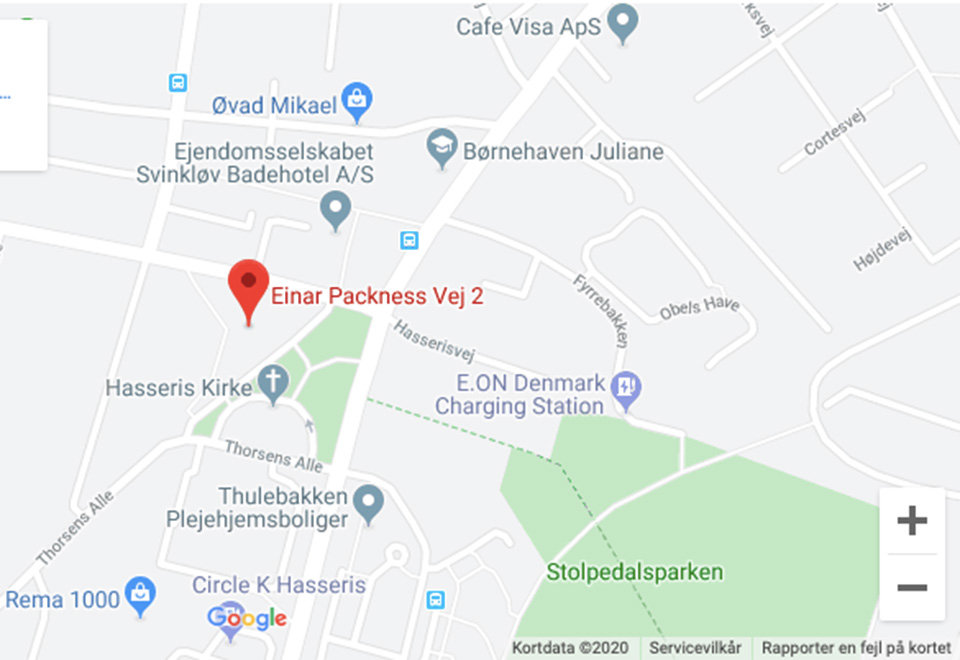 Cafe Visa ApS
...
Øvad Mikael
Ejendomsselskabet
Svinkløv Badehotel A/S
Børnehaven Juliane
Cortesvej
Højdevej
Einar Packness Vej 2
Fyrrebakken
Obels Have
Hasserisvej
Hasseris Kirke
E.ON Denmark
Charging Station
Thorsens Alle
Thulebakken
Plejehjemsboliger
Thorsens Alle
Stolpedalsparken
Circle K Hasseris
Rema 1000
Google
+
−
Kortdata ©2020 Servicevilkår Rapporter en fejl på kortet